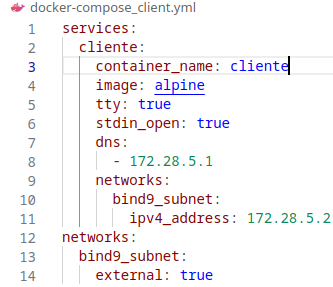 docker-compose_client.yml
1 services:
2   cliente:
3     container_name: cliente
4     image: alpine
5     tty: true
6     stdin_open: true
7     dns:
8       - 172.28.5.1
9     networks:
10       bind9_subnet:
11         ipv4_address: 172.28.5.2
12 networks:
13   bind9_subnet:
14     external: true